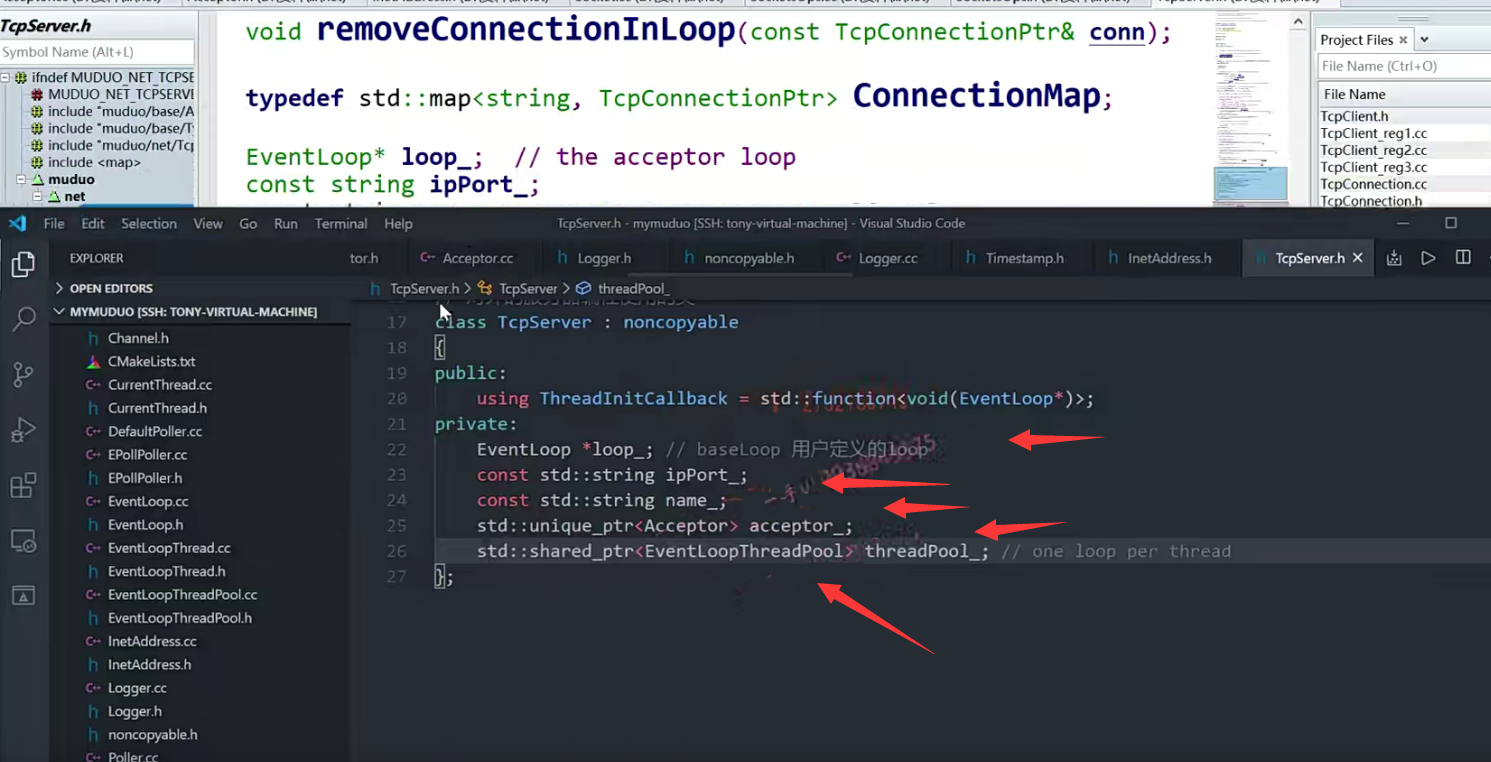 TcpServer.h
Symbol Name (Alt+L)
ifndef MUDUO_NET_TCPSE
MUDUO_NET_TCPSERVE
include "muduo/base/A
include "muduo/base/Ty
include "muduo/net/Tcp
include <map>
muduo
net
void removeConnectionInLoop(const TcpConnectionPtr& conn);
typedef std::map<string, TcpConnectionPtr> ConnectionMap;
EventLoop* loop_; // the acceptor loop
const string ipPort_;
Project Files
File Name (Ctrl+O)
File Name
TcpClient.h
TcpClient_reg1.cc
TcpClient_reg2.cc
TcpClient_reg3.cc
TcpConnection.cc
TcpConnection.h
File Edit Selection View Go Run Terminal Help
TcpServer.h - mymuduo [SSH: tony-virtual-machine] - Visual Studio Code
EXPLORER
tor.h Acceptor.cc Logger.h noncopyable.h Logger.cc Timestamp.h InetAddress.h TcpServer.h
OPEN EDITORS
MYMUDUO [SSH: TONY-VIRTUAL-MACHINE]
Channel.h
CMakeLists.txt
CurrentThread.cc
CurrentThread.h
DefaultPoller.cc
EPollPoller.cc
EPollPoller.h
EventLoop.cc
EventLoop.h
EventLoopThread.cc
EventLoopThread.h
EventLoopThreadPool.cc
EventLoopThreadPool.h
InetAddress.cc
InetAddress.h
Logger.cc
Logger.h
noncopyable.h
Poller.cc
TcpServer.h > TcpServer > threadPool_
17 class TcpServer : noncopyable
18 {
19 public:
20 using ThreadInitCallback = std::function<void(EventLoop*)>;
21 private:
22 EventLoop *loop_; // baseLoop 用户定义的loop
23 const std::string ipPort_;
24 const std::string name_;
25 std::unique_ptr<Acceptor> acceptor_;
26 std::shared_ptr<EventLoopThreadPool> threadPool_; // one loop per thread
27 };